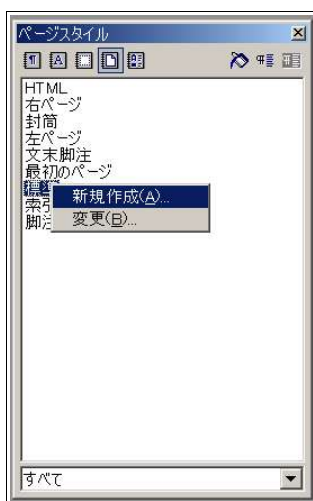 ページスタイル
HTML
右ページ
封筒
左ページ
文末脚注
最初のページ
標準
新規作成(A)...
索引
変更(B)...
脚注
すべて